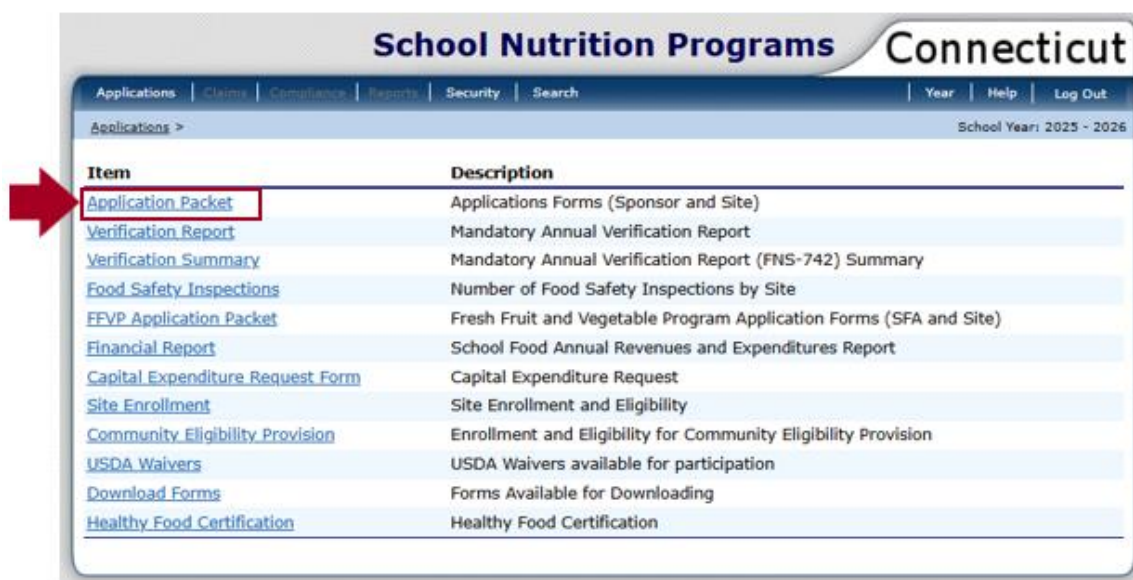 School Nutrition Programs Connecticut
Applications | Claims | Compliance | Reports | Security | Search | Year | Help | Log Out
Applications > School Year: 2025 - 2026
Item Description
Application Packet Applications Forms (Sponsor and Site)
Verification Report Mandatory Annual Verification Report
Verification Summary Mandatory Annual Verification Report (FNS-742) Summary
Food Safety Inspections Number of Food Safety Inspections by Site
FFVP Application Packet Fresh Fruit and Vegetable Program Application Forms (SFA and Site)
Financial Report School Food Annual Revenues and Expenditures Report
Capital Expenditure Request Form Capital Expenditure Request
Site Enrollment Site Enrollment and Eligibility
Community Eligibility Provision Enrollment and Eligibility for Community Eligibility Provision
USDA Waivers USDA Waivers available for participation
Download Forms Forms Available for Downloading
Healthy Food Certification Healthy Food Certification